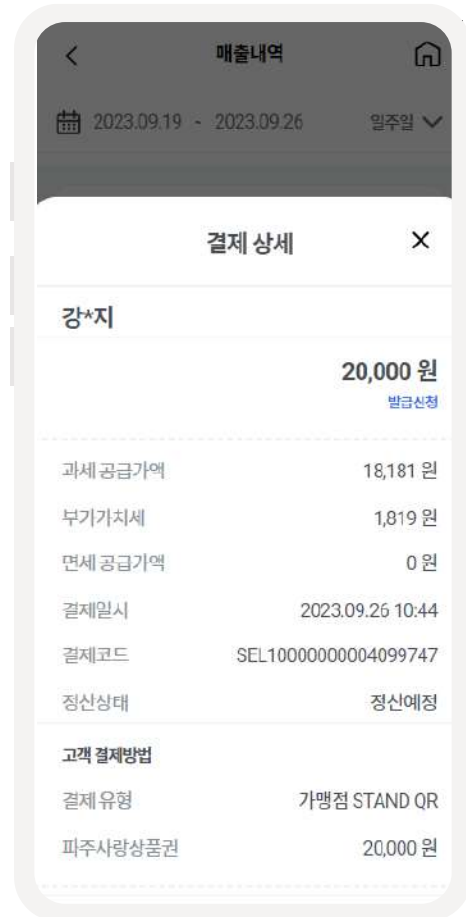 매출내역
2023.09.19 - 2023.09.26 일주일
결제 상세
강*지
20,000 원
발급신청
과세 공급가액 18,181 원
부가가치세 1,819 원
면세 공급가액 0 원
결제일시 2023.09.26 10:44
결제코드 SEL10000000004099747
정산상태 정산예정
고객 결제방법
결제 유형 가맹점 STAND QR
파주사랑상품권 20,000 원